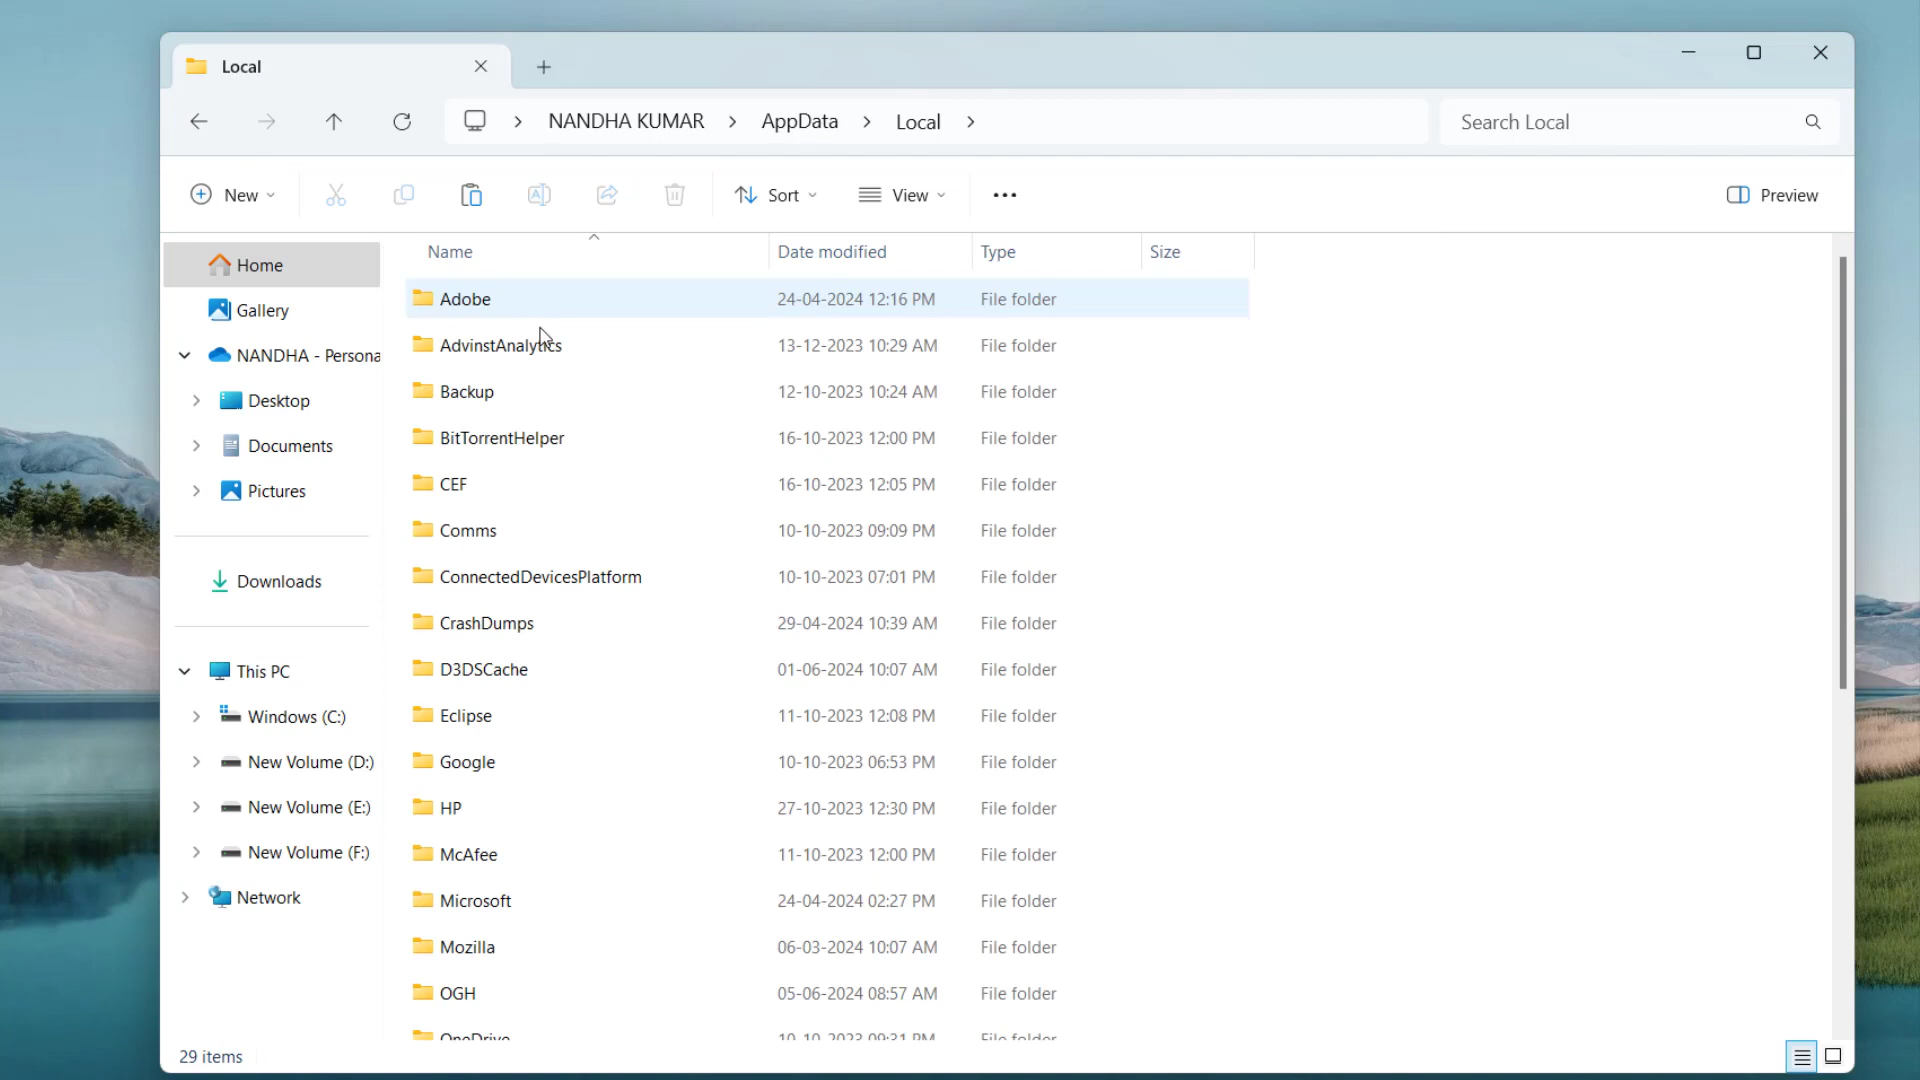 Local
NANDHA KUMAR > AppData > Local >
Search Local
New
Sort
View
Preview
Home
Gallery
NANDHA - Persona
Desktop
Documents
Pictures
Downloads
This PC
Windows (C:)
New Volume (D:)
New Volume (E:)
New Volume (F:)
Network
Name Date modified Type Size
Adobe 24-04-2024 12:16 PM File folder
AdvinstAnalytics 13-12-2023 10:29 AM File folder
Backup 12-10-2023 10:24 AM File folder
BitTorrentHelper 16-10-2023 12:00 PM File folder
CEF 16-10-2023 12:05 PM File folder
Comms 10-10-2023 09:09 PM File folder
ConnectedDevicesPlatform 10-10-2023 07:01 PM File folder
CrashDumps 29-04-2024 10:39 AM File folder
D3DSCache 01-06-2024 10:07 AM File folder
Eclipse 11-10-2023 12:08 PM File folder
Google 10-10-2023 06:53 PM File folder
HP 27-10-2023 12:30 PM File folder
McAfee 11-10-2023 12:00 PM File folder
Microsoft 24-04-2024 02:27 PM File folder
Mozilla 06-03-2024 10:07 AM File folder
OGH 05-06-2024 08:57 AM File folder
OneDrive 10-10-2023 09:31 PM File folder
29 items